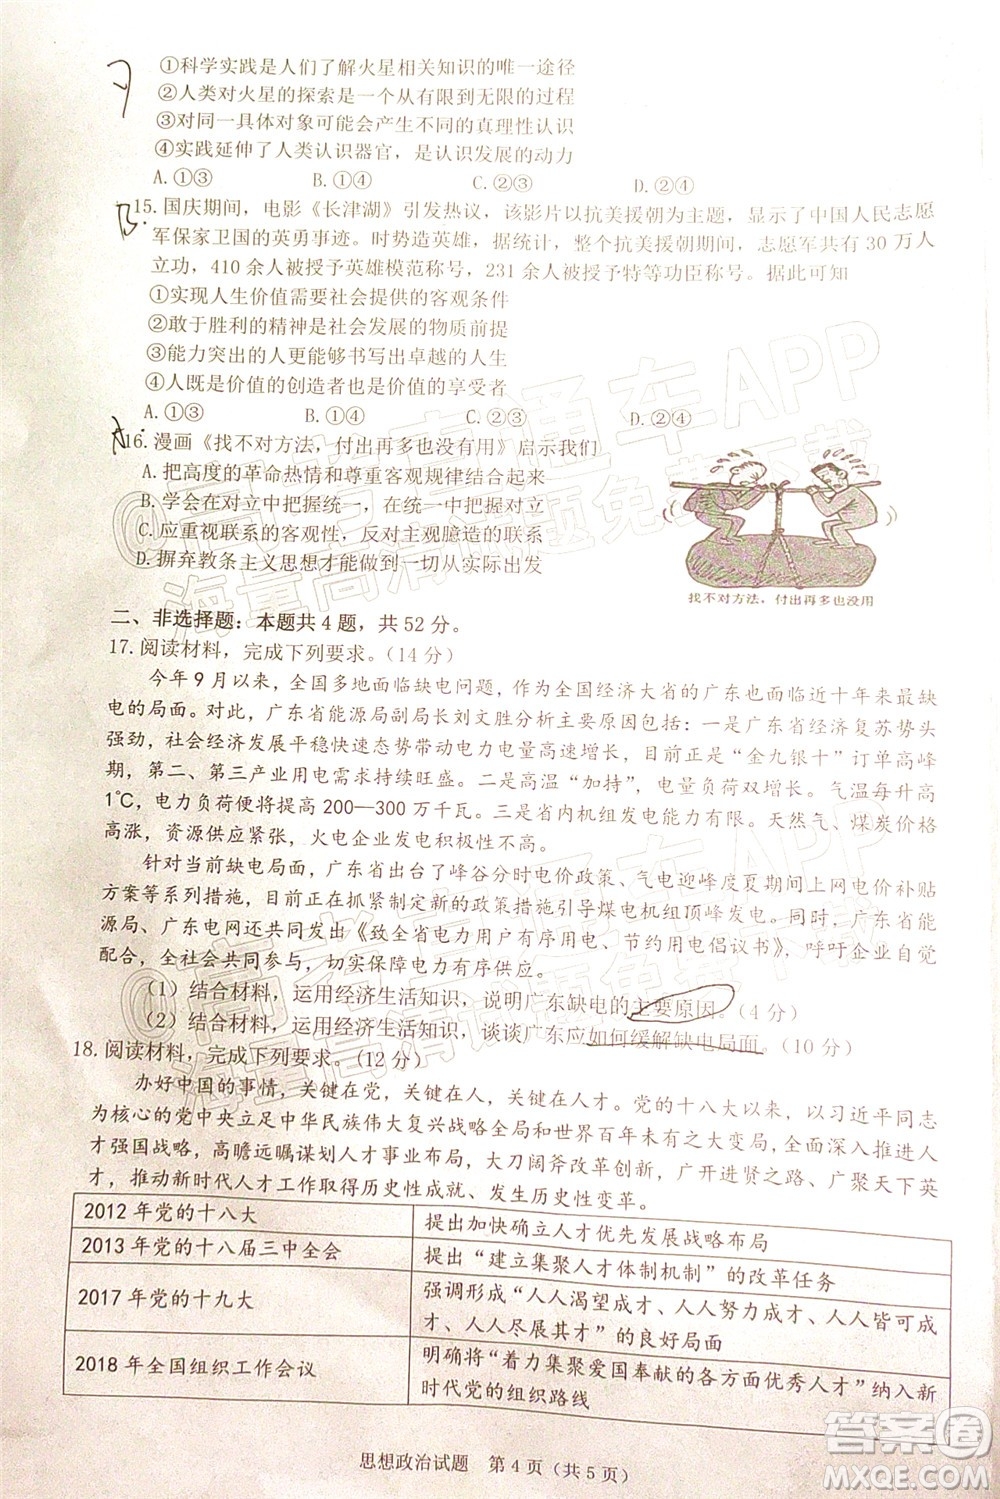 ①科学实践是人们了解火星相关知识的唯一途径
②人类对火星的探索是一个从有限到无限的过程
③对同一具体对象可能会产生不同的真理性认识
④实践延伸了人类认识器官，是认识发展的动力
A.①③ B.①④ C.②③ D.②④
B.
15.国庆期间，电影《长津湖》引发热议，该影片以抗美援朝为主题，显示了中国人民志愿
军保家卫国的英勇事迹。时势造英雄，据统计，整个抗美援朝期间，志愿军共有 30 万人
立功，410 余人被授予英雄模范称号，231 余人被授予特等功臣称号。据此可知
①实现人生价值需要社会提供的客观条件
②敢于胜利的精神是社会发展的物质前提
③能力突出的人更能够书写出卓越的人生
④人既是价值的创造者也是价值的享受者
A.①③ B.①④ C.②③ D.②④
A.
16.漫画《找不对方法，付出再多也没有用》启示我们
A.把高度的革命热情和尊重客观规律结合起来
B.学会在对立中把握统一，在统一中把握对立
C.应重视联系的客观性，反对主观臆造的联系
D.摒弃教条主义思想才能做到一切从实际出发
找不对方法，付出再多也没用
二、非选择题：本题共4题，共52分。
17.阅读材料，完成下列要求。（14分）
今年9月以来，全国多地面临缺电问题，作为全国经济大省的广东也面临近十年来最缺
电的局面。对此，广东省能源局副局长刘文胜分析主要原因包括：一是广东省经济复苏势头
强劲，社会经济发展平稳快速态势带动电力电量高速增长，目前正是“金九银十”订单高峰
期，第二、第三产业用电需求持续旺盛。二是高温“加持”，电量负荷双增长。气温每升高
1℃，电力负荷便将提高 200—300 万千瓦。三是省内机组发电能力有限。天然气、煤炭价格
高涨，资源供应紧张，火电企业发电积极性不高。
针对当前缺电局面，广东省出台了峰谷分时电价政策、气电迎峰度夏期间上网电价补贴
方案等系列措施，目前正在抓紧制定新的政策措施引导煤电机组顶峰发电。同时，广东省能
源局、广东电网还共同发出《致全省电力用户有序用电、节约用电倡议书》，呼吁企业自觉
用电，全社会共同参与，切实保障电力安全有序供应。
（1）结合材料，运用经济生活知识，说明广东缺电的主要原因。（4分）
（2）结合材料，运用经济生活知识，谈谈广东应如何缓解缺电局面。（10分）
18.阅读材料，完成下列要求。（12分）
办好中国的事情，关键在党，关键在人，关键在人才。党的十八大以来，以习近平同志
为核心的党中央立足中华民族伟大复兴战略全局和世界百年未有之大变局，全面深入推进人
才强国战略，高瞻远瞩谋划人才事业布局，大刀阔斧改革创新，广开进贤之路、广聚天下英
才，推动新时代人才工作取得历史性成就、发生历史性变革。
2012 年党的十八大 提出加快确立人才优先发展战略布局
2013 年党的十八届三中全会 提出“建立集聚人才体制机制”的改革任务
2017 年党的十九大 强调形成“人人渴望成才、人人努力成才、人人皆可成
才、人人尽展其才”的良好局面
2018 年全国组织工作会议 明确将“着力集聚爱国奉献的各方面优秀人才”纳入新
时代党的组织路线
思想政治试题 第4页（共5页）
@高考直通车APP
海量高清试题免费下载
@高考直通车APP
海量高清试题免费下载
答案圈
MXQE.COM